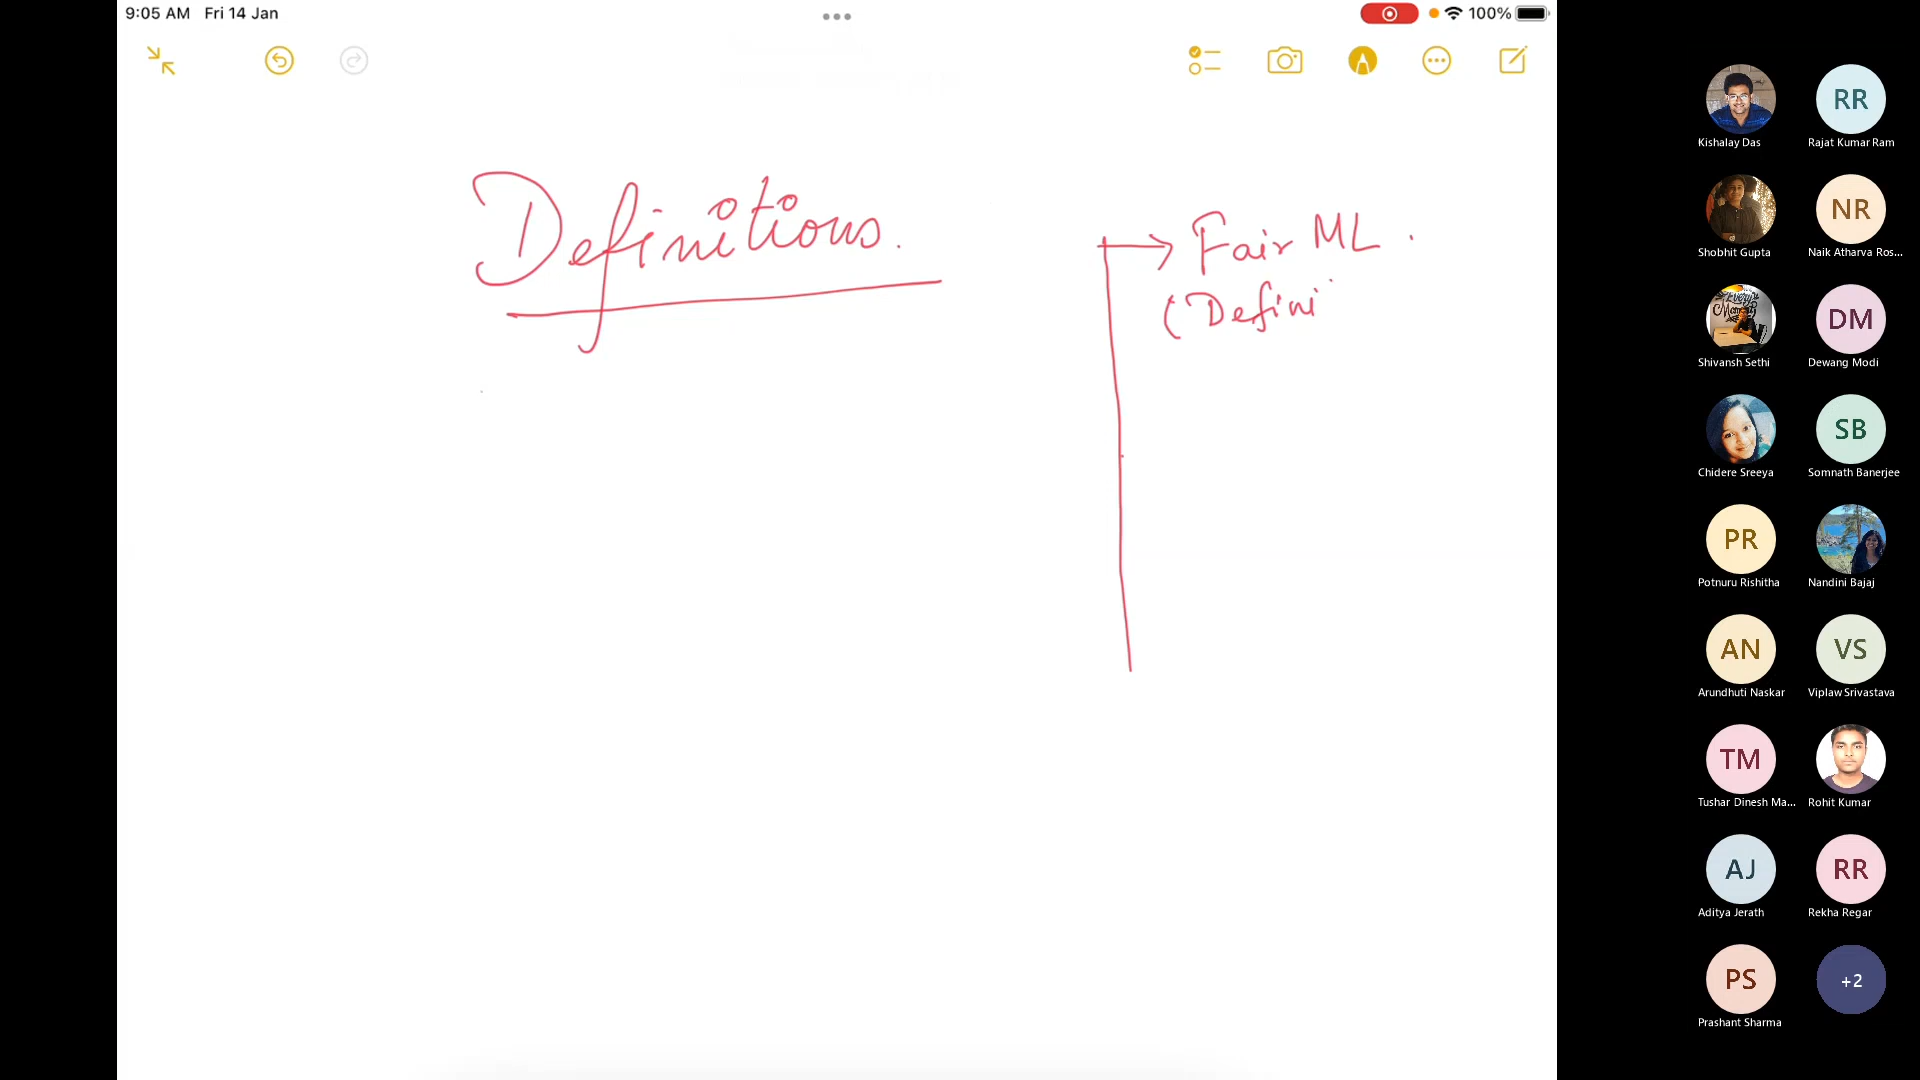 9:05 AM Fri 14 Jan
100%
Definitions.
Fair ML.
(Defini
Kishalay Das
RR
Rajat Kumar Ram
Shobhit Gupta
NR
Naik Atharva Ros...
Shivansh Sethi
DM
Dewang Modi
Chidere Sreeya
SB
Somnath Banerjee
PR
Potnuru Rishitha
Nandini Bajaj
AN
Arundhuti Naskar
VS
Viplaw Srivastava
TM
Tushar Dinesh Ma...
Rohit Kumar
AJ
Aditya Jerath
RR
Rekha Regar
PS
Prashant Sharma
+2